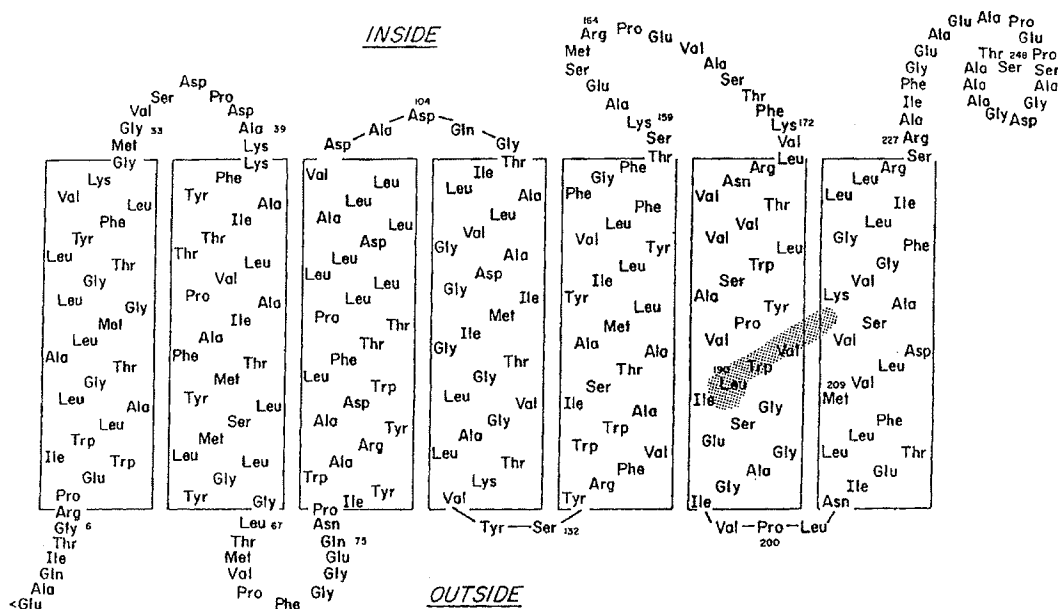 INSIDE
<Glu Ala Gln Ile Thr Gly 6
Arg Pro Glu Trp Ile Trp Leu Ala Leu Gly Thr Ala Leu Met Gly Leu Gly Thr Leu Tyr Phe Leu Val Lys Gly
Met Gly 33 Val Ser Asp Pro Asp Ala 39 Lys
Lys Phe Tyr Ala Ile Thr Thr Leu Val Pro Ala Ile Ala Phe Thr Met Tyr Leu Ser Met Leu Leu Gly Tyr Gly
Leu 67 Thr Met Val Pro Phe Gly Gly Glu Gln 75 Asn
Pro Ile Tyr Trp Ala Arg Tyr Ala Asp Trp Leu Phe Thr Thr Pro Leu Leu Leu Leu Asp Leu Ala Leu Leu Val
Asp Ala Asp 104 Gln Gly
Thr Ile Leu Ala Leu Val Gly Ala Asp Gly Ile Met Ile Gly Thr Gly Leu Val Gly Ala Leu Thr Lys Val
Tyr Ser 132
Tyr Arg Phe Val Trp Trp Ala Ile Ser Thr Ala Ala Met Leu Tyr Ile Leu Tyr Val Leu Phe Phe Gly Phe Thr
Ser Lys 159 Ala Glu Ser Met Arg 164 Pro Glu Val Ala Ser Thr Phe Lys 172 Val
Leu Arg Asn Val Thr Val Val Leu Trp Ser Ala Tyr Pro Val Val Trp Leu 190 Ile Gly Ser Glu Gly Ala Gly Ile
Val Pro 200 Leu
Asn Ile Glu Thr Leu Leu Phe Met 209 Val Leu Asp Val Ser Ala Lys Val Gly Phe Gly Leu Ile Leu Leu Arg Ser
Arg 227 Ala Ile Phe Gly Glu Ala Glu Ala Pro Glu Pro Ser Ala Gly Asp Gly Ala Ala Ala Thr Ser 248
OUTSIDE